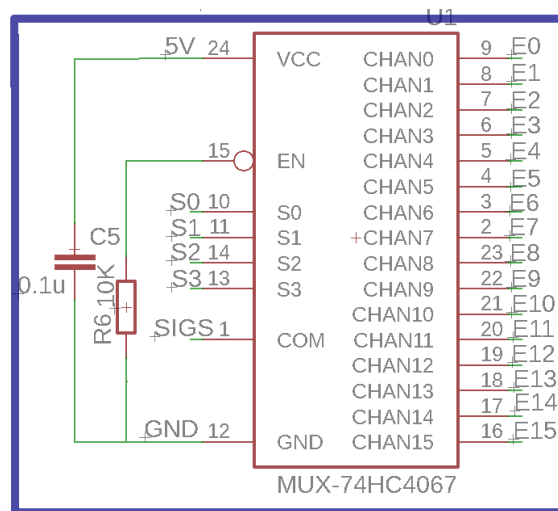 U1
5V 24 VCC CHAN0 9 E0
CHAN1 8 E1
CHAN2 7 E2
CHAN3 6 E3
15 EN CHAN4 5 E4
CHAN5 4 E5
S0 10 S0 CHAN6 3 E6
S1 11 S1 CHAN7 2 E7
C5 S2 14 S2 CHAN8 23 E8
0.1u S3 13 S3 CHAN9 22 E9
R6 10K CHAN10 21 E10
SIGS 1 COM CHAN11 20 E11
CHAN12 19 E12
CHAN13 18 E13
CHAN14 17 E14
GND 12 GND CHAN15 16 E15
MUX-74HC4067